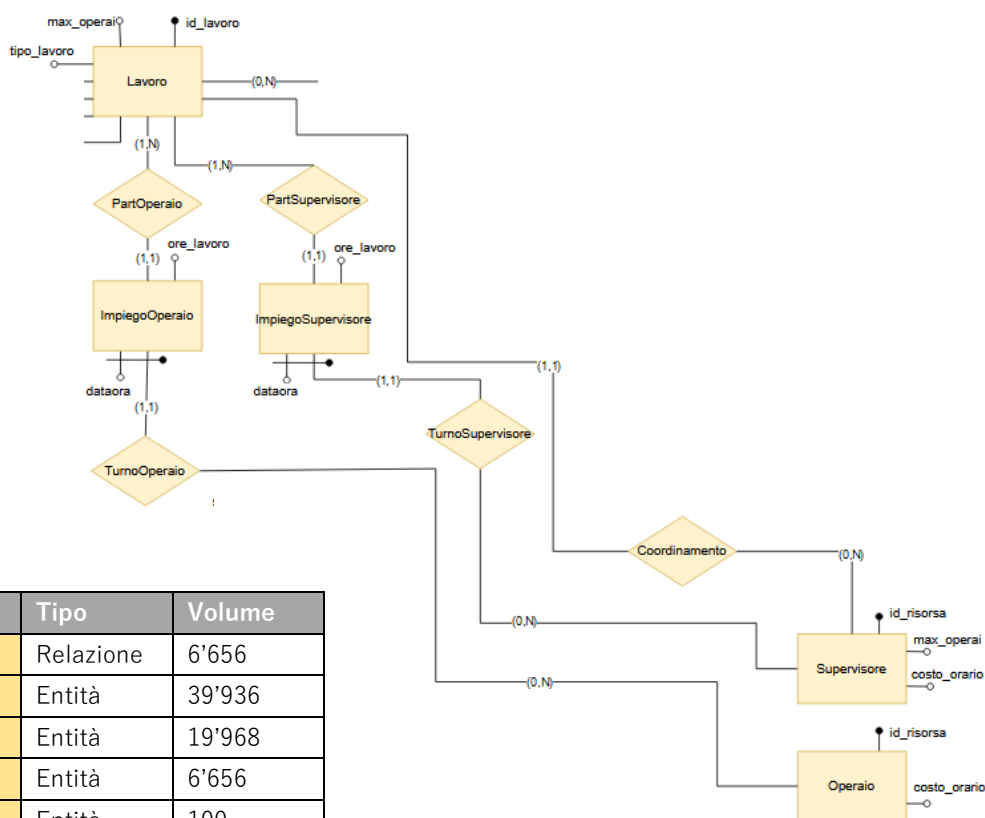 max_operai
id_lavoro
tipo_lavoro
Lavoro
(0,N)
(1,N)
(1,N)
PartOperaio
PartSupervisore
ore_lavoro
ore_lavoro
(1,1)
(1,1)
ImpiegoOperaio
ImpiegoSupervisore
(1,1)
(1,1)
dataora
dataora
(1,1)
TurnoSupervisore
TurnoOperaio
Coordinamento
(0,N)
Tipo Volume
Relazione 6'656
Entità 39'936
Entità 19'968
Entità 6'656
Entità 100
(0,N)
id_risorsa
max_operai
Supervisore
costo_orario
(0,N)
id_risorsa
Operaio
costo_orario